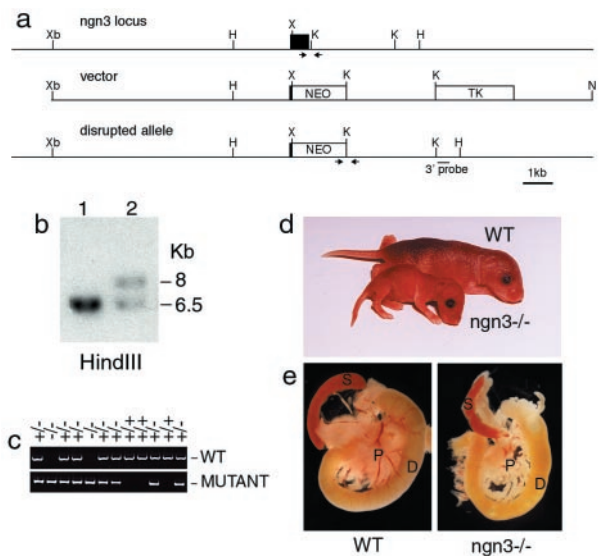 a
ngn3 locus
X
Xb H K K H
vector
X K K
Xb H NEO TK N
disrupted allele
X K
Xb H NEO K H
3' probe
1kb
b
1 2
Kb
8
6.5
HindIII
c
+/- -/- +/- +/- -/- +/- +/- +/+ +/+ +/- +/+ +/-
WT
MUTANT
d
WT
ngn3-/-
e
S
P
D
WT
S
P
D
ngn3-/-